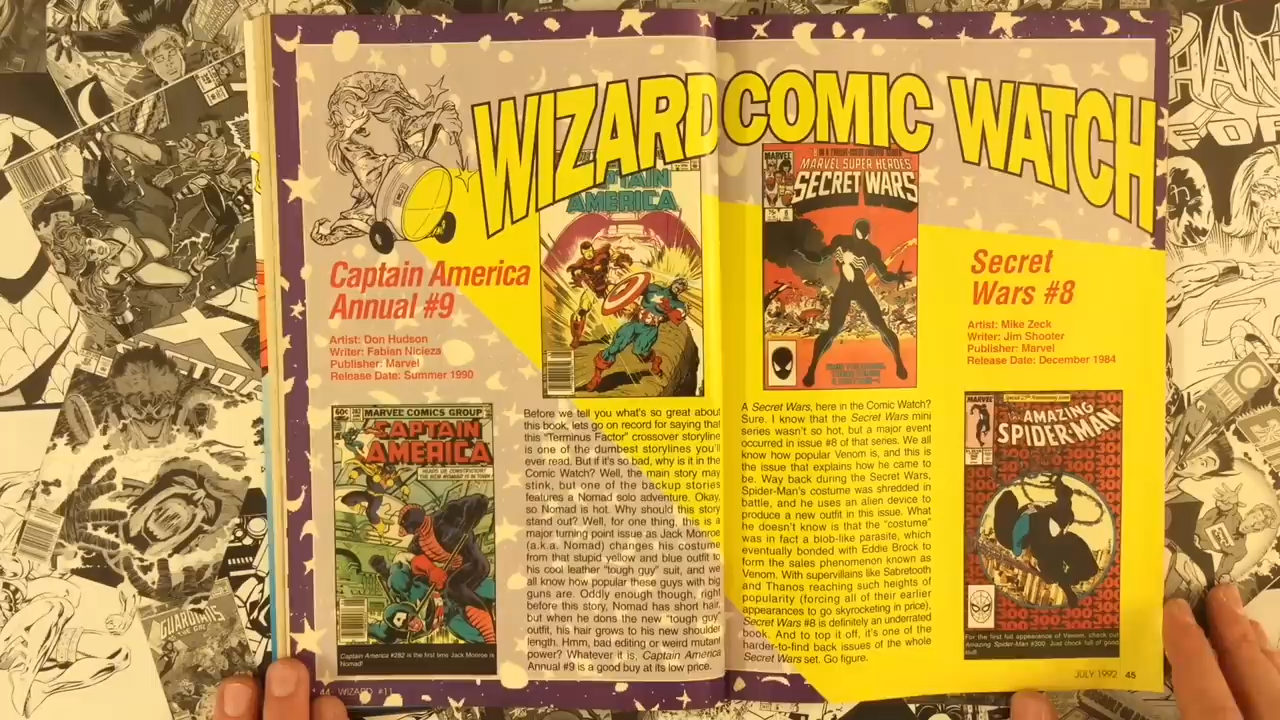 WIZARD COMIC WATCH
CAPTAIN
AMERICA
Captain America
Annual #9
Artist: Don Hudson
Writer: Fabian Nicieza
Publisher: Marvel
Release Date: Summer 1990
60¢
282
MARVEL COMICS GROUP
CAPTAIN
AMERICA
Captain America #282 is the first time Jack Monroe is
Nomad!
Before we tell you what's so great about
this book, lets go on record for saying that
this "Terminus Factor" crossover storyline
is one of the dumbest storylines you'll
ever read. But if it's so bad, why is it in the
Comic Watch? Well, the main story may
stink, but one of the backup stories
features a Nomad solo adventure. Okay,
so Nomad is hot. Why should this story
stand out? Well, for one thing, this is a
major turning point issue as Jack Monroe
(a.k.a. Nomad) changes his costume
from that stupid yellow and blue outfit to
his cool leather "tough guy" suit, and we
all know how popular these guys with big
guns are. Oddly enough though, right
before this story, Nomad has short hair,
but when he dons the new "tough guy"
outfit, his hair grows to his new shoulder
length. Hmm, bad editing or weird mutant
power? Whatever it is, Captain America
Annual #9 is a good buy at its low price.
44 WIZARD #11
MARVEL
MARVEL SUPER HEROES
SECRET WARS
Secret
Wars #8
Artist: Mike Zeck
Writer: Jim Shooter
Publisher: Marvel
Release Date: December 1984
A Secret Wars, here in the Comic Watch?
Sure. I know that the Secret Wars mini
series wasn't so hot, but a major event
occurred in issue #8 of that series. We all
know how popular Venom is, and this is
the issue that explains how he came to
be. Way back during the Secret Wars,
Spider-Man's costume was shredded in
battle, and he uses an alien device to
produce a new outfit in this issue. What
he doesn't know is that the "costume"
was in fact a blob-like parasite, which
eventually bonded with Eddie Brock to
form the sales phenomenon known as
Venom. With supervillains like Sabretooth
and Thanos reaching such heights of
popularity (forcing all of their earlier
appearances to go skyrocketing in price),
Secret Wars #8 is definitely an underrated
book. And to top it off, it's one of the
harder-to-find back issues of the whole
Secret Wars set. Go figure.
MARVEL
THE AMAZING
SPIDER-MAN
For the first full appearance of Venom, check out
Amazing Spider-Man #300. Just chock full of good
stuff.
JULY 1992 45
GUARDIANS